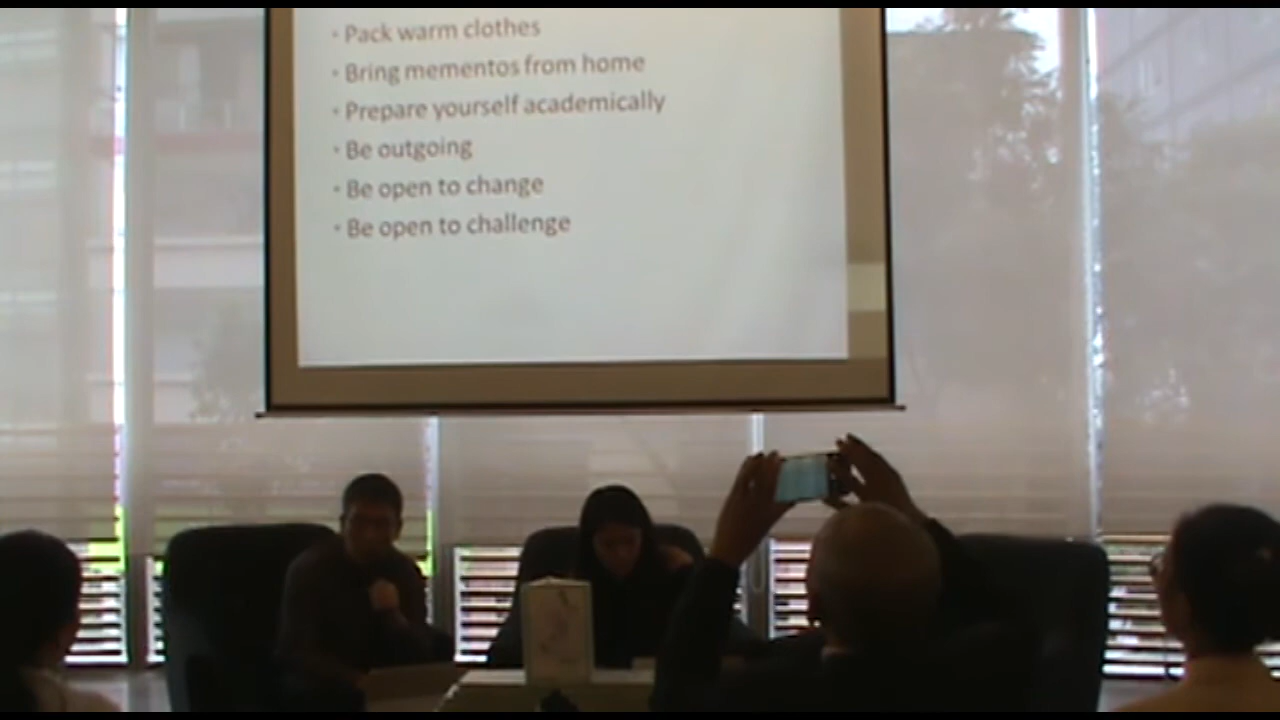 • Pack warm clothes
• Bring mementos from home
• Prepare yourself academically
• Be outgoing
• Be open to change
• Be open to challenge